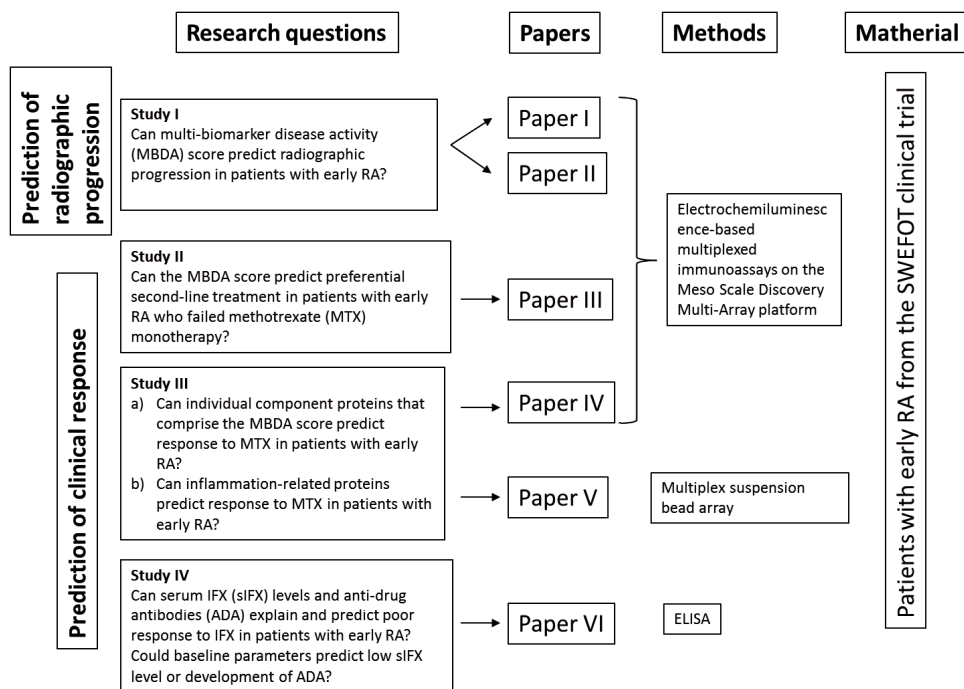 Research questions
Papers
Methods
Matherial
Prediction of
radiographic
progression
Study I
Can multi-biomarker disease activity
(MBDA) score predict radiographic
progression in patients with early RA?
Paper I
Paper II
Electrochemiluminesc
ence-based
multiplexed
immunoassays on the
Meso Scale Discovery
Multi-Array platform
Patients with early RA from the SWEFOT clinical trial
Prediction of clinical response
Study II
Can the MBDA score predict preferential
second-line treatment in patients with early
RA who failed methotrexate (MTX)
monotherapy?
Paper III
Study III
a) Can individual component proteins that
comprise the MBDA score predict
response to MTX in patients with early
RA?
b) Can inflammation-related proteins
predict response to MTX in patients with
early RA?
Paper IV
Paper V
Multiplex suspension
bead array
Study IV
Can serum IFX (sIFX) levels and anti-drug
antibodies (ADA) explain and predict poor
response to IFX in patients with early RA?
Could baseline parameters predict low sIFX
level or development of ADA?
Paper VI
ELISA